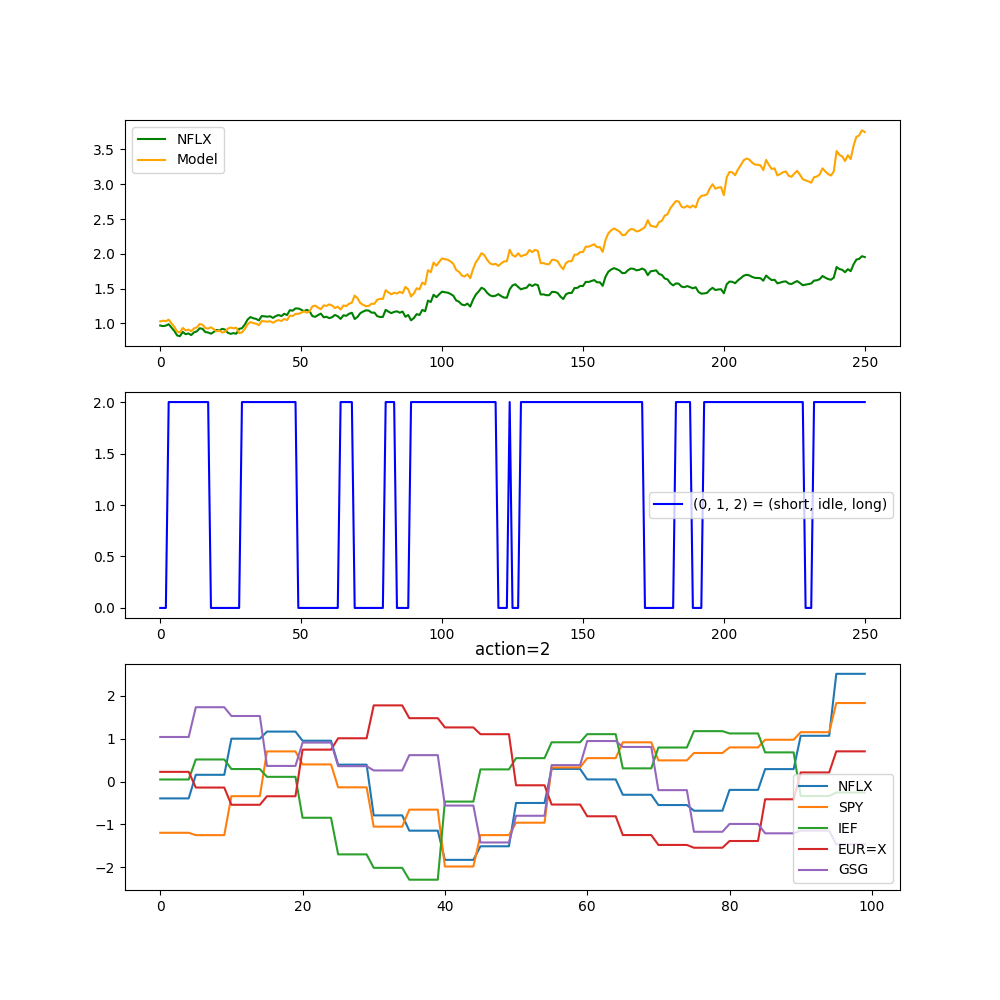 NFLX
Model
3.5
3.0
2.5
2.0
1.5
1.0
0 50 100 150 200 250
2.0
1.5
1.0
0.5
0.0
(0, 1, 2) = (short, idle, long)
0 50 100 150 200 250
action=2
2
1
0
−1
−2
NFLX
SPY
IEF
EUR=X
GSG
0 20 40 60 80 100